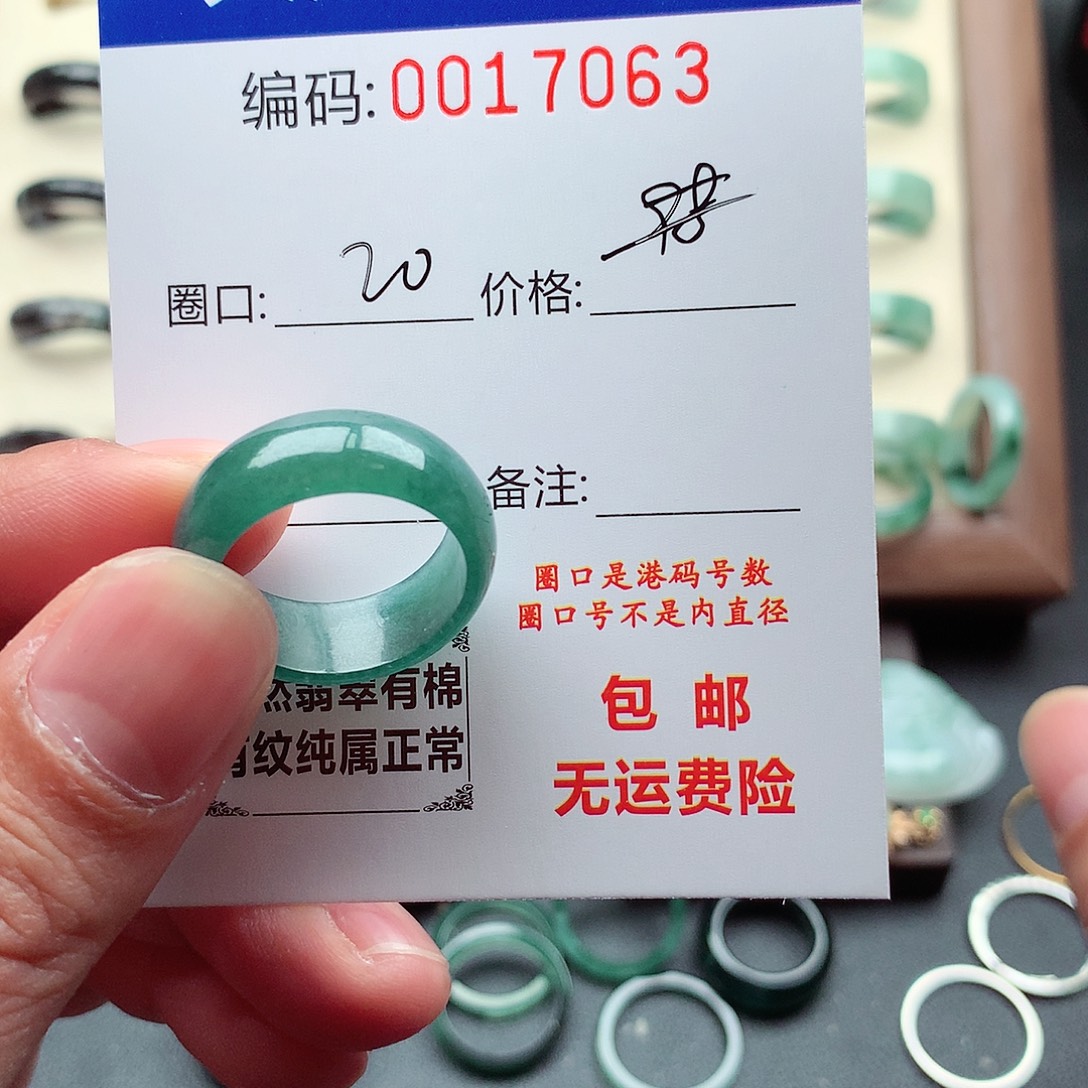 编码:0017063
圈口: 20 价格:
备注:
圈口是港码号数
圈口号不是内直径
然翡翠有棉
有纹纯属正常
包邮
无运费险